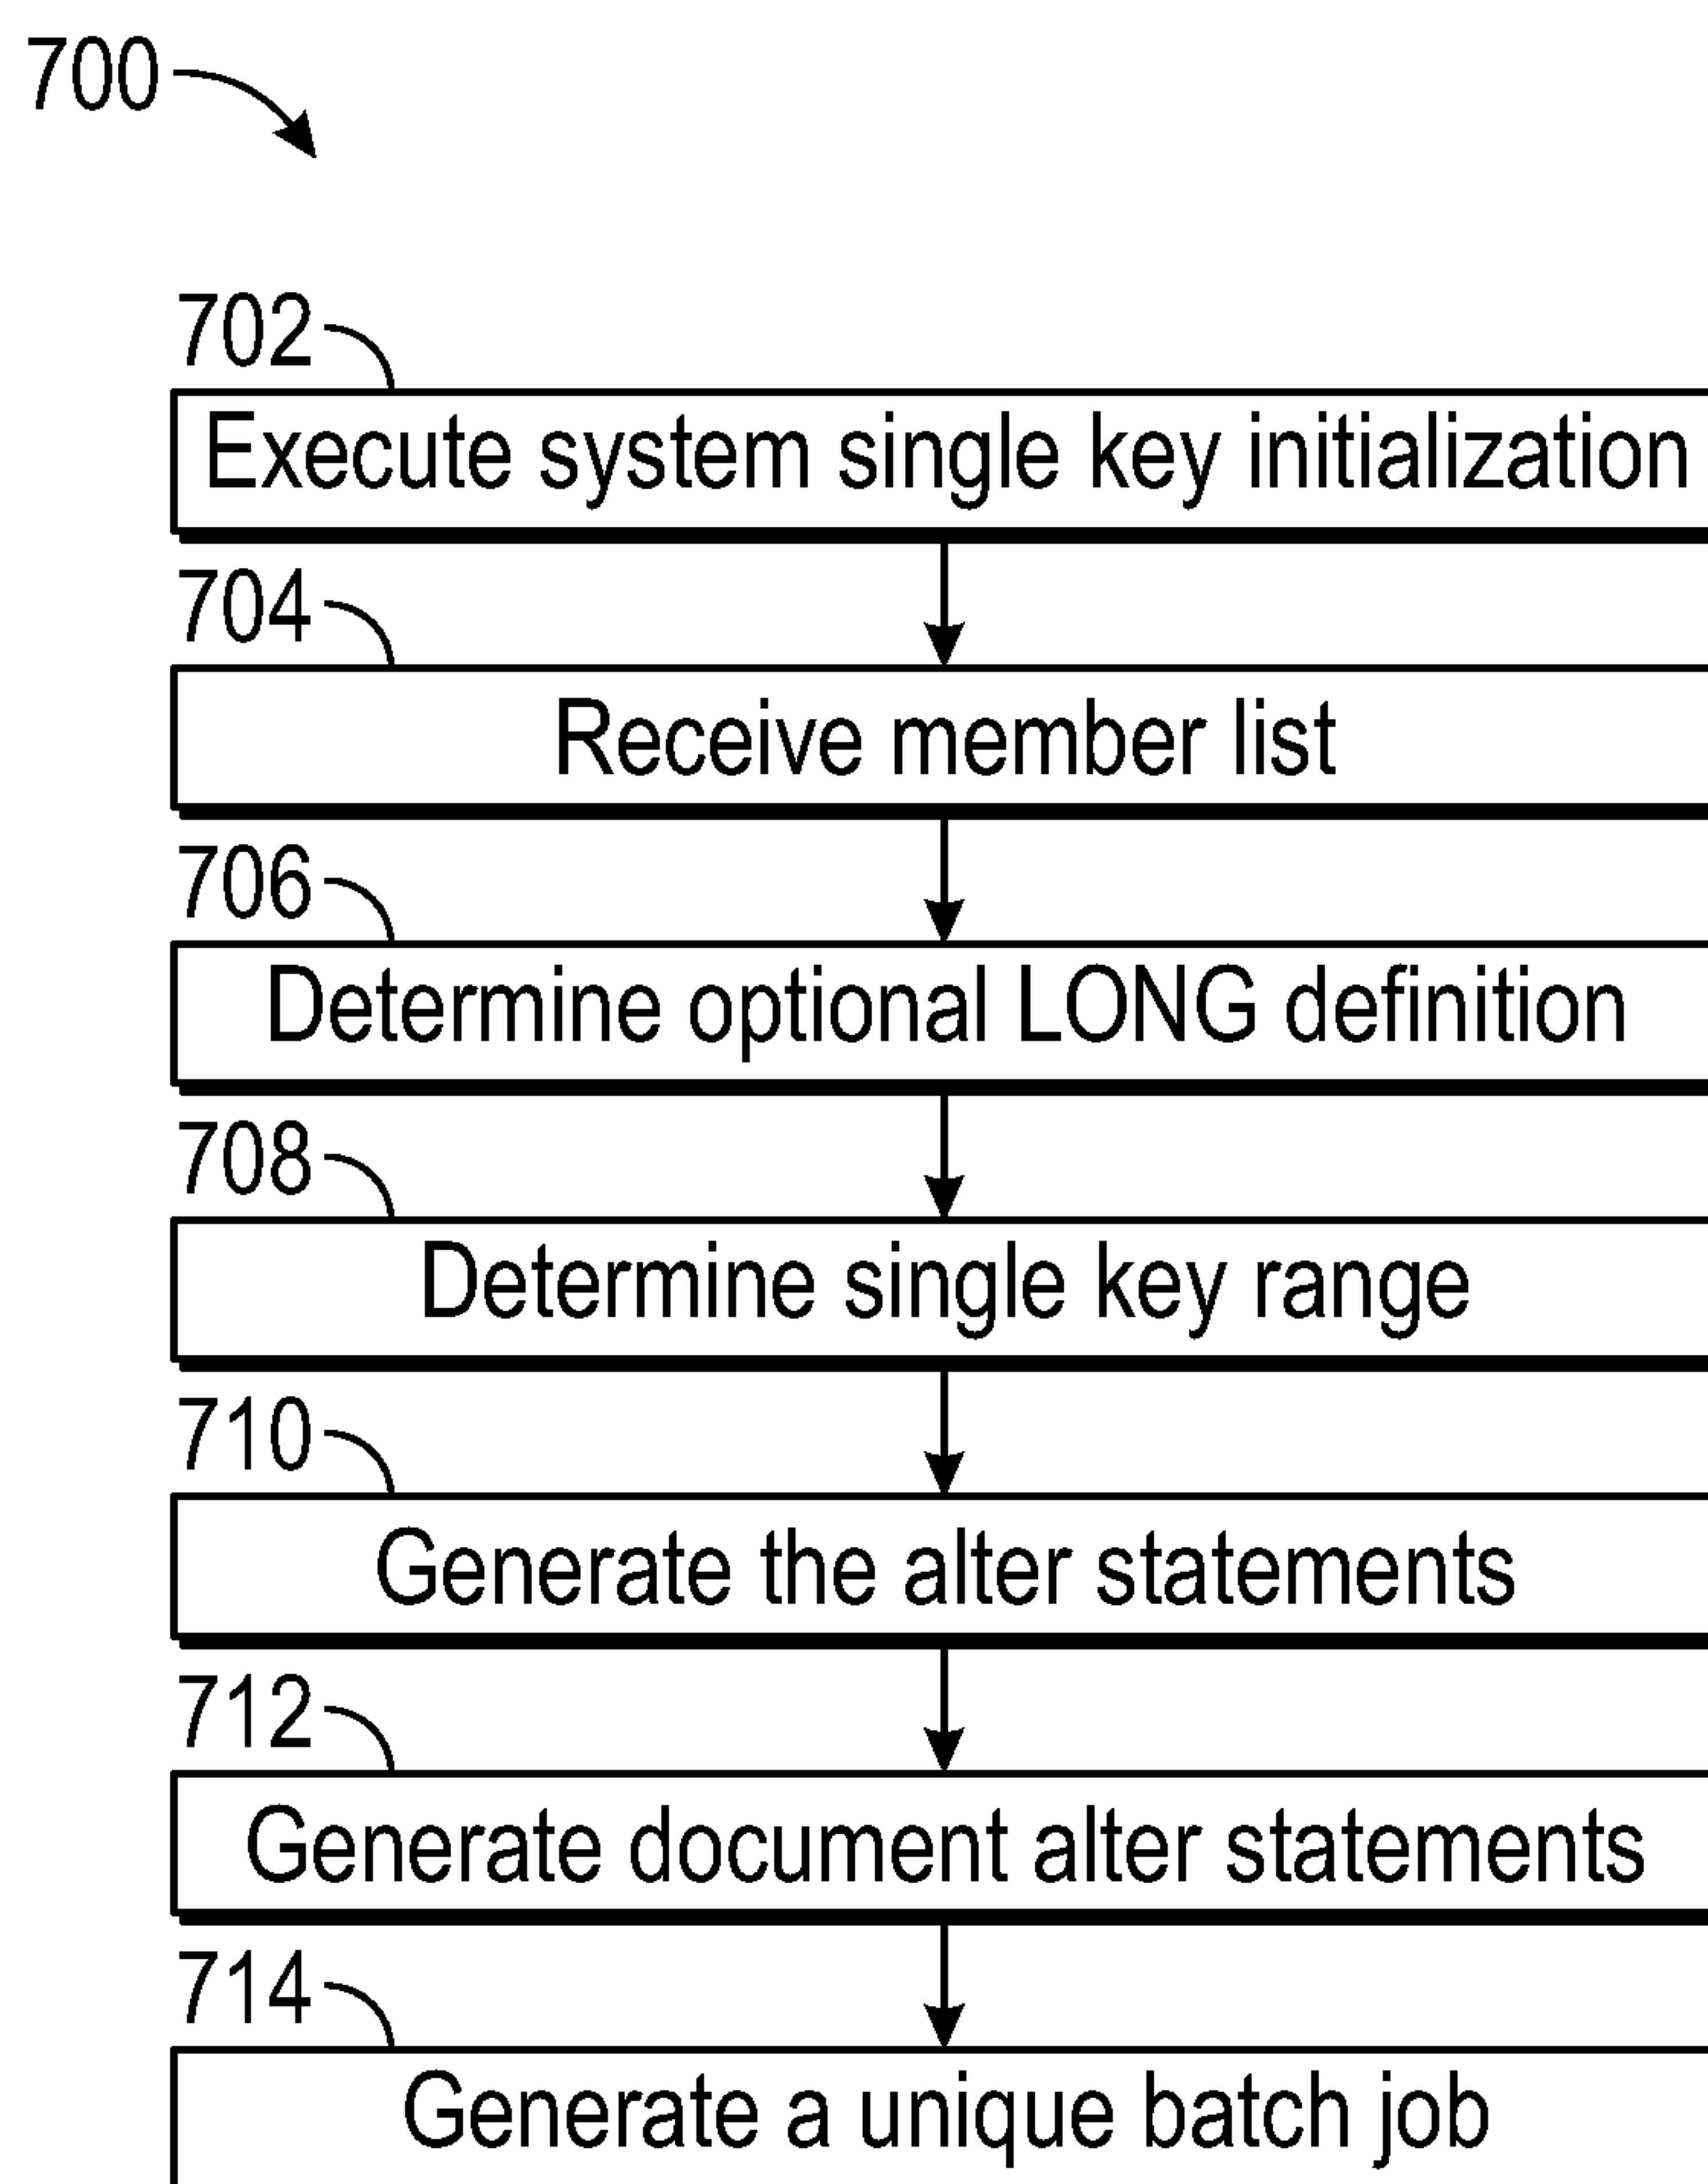 700
702
Execute system single key initialization
704
Receive member list
706
Determine optional LONG definition
708
Determine single key range
710
Generate the alter statements
712
Generate document alter statements
714
Generate a unique batch job